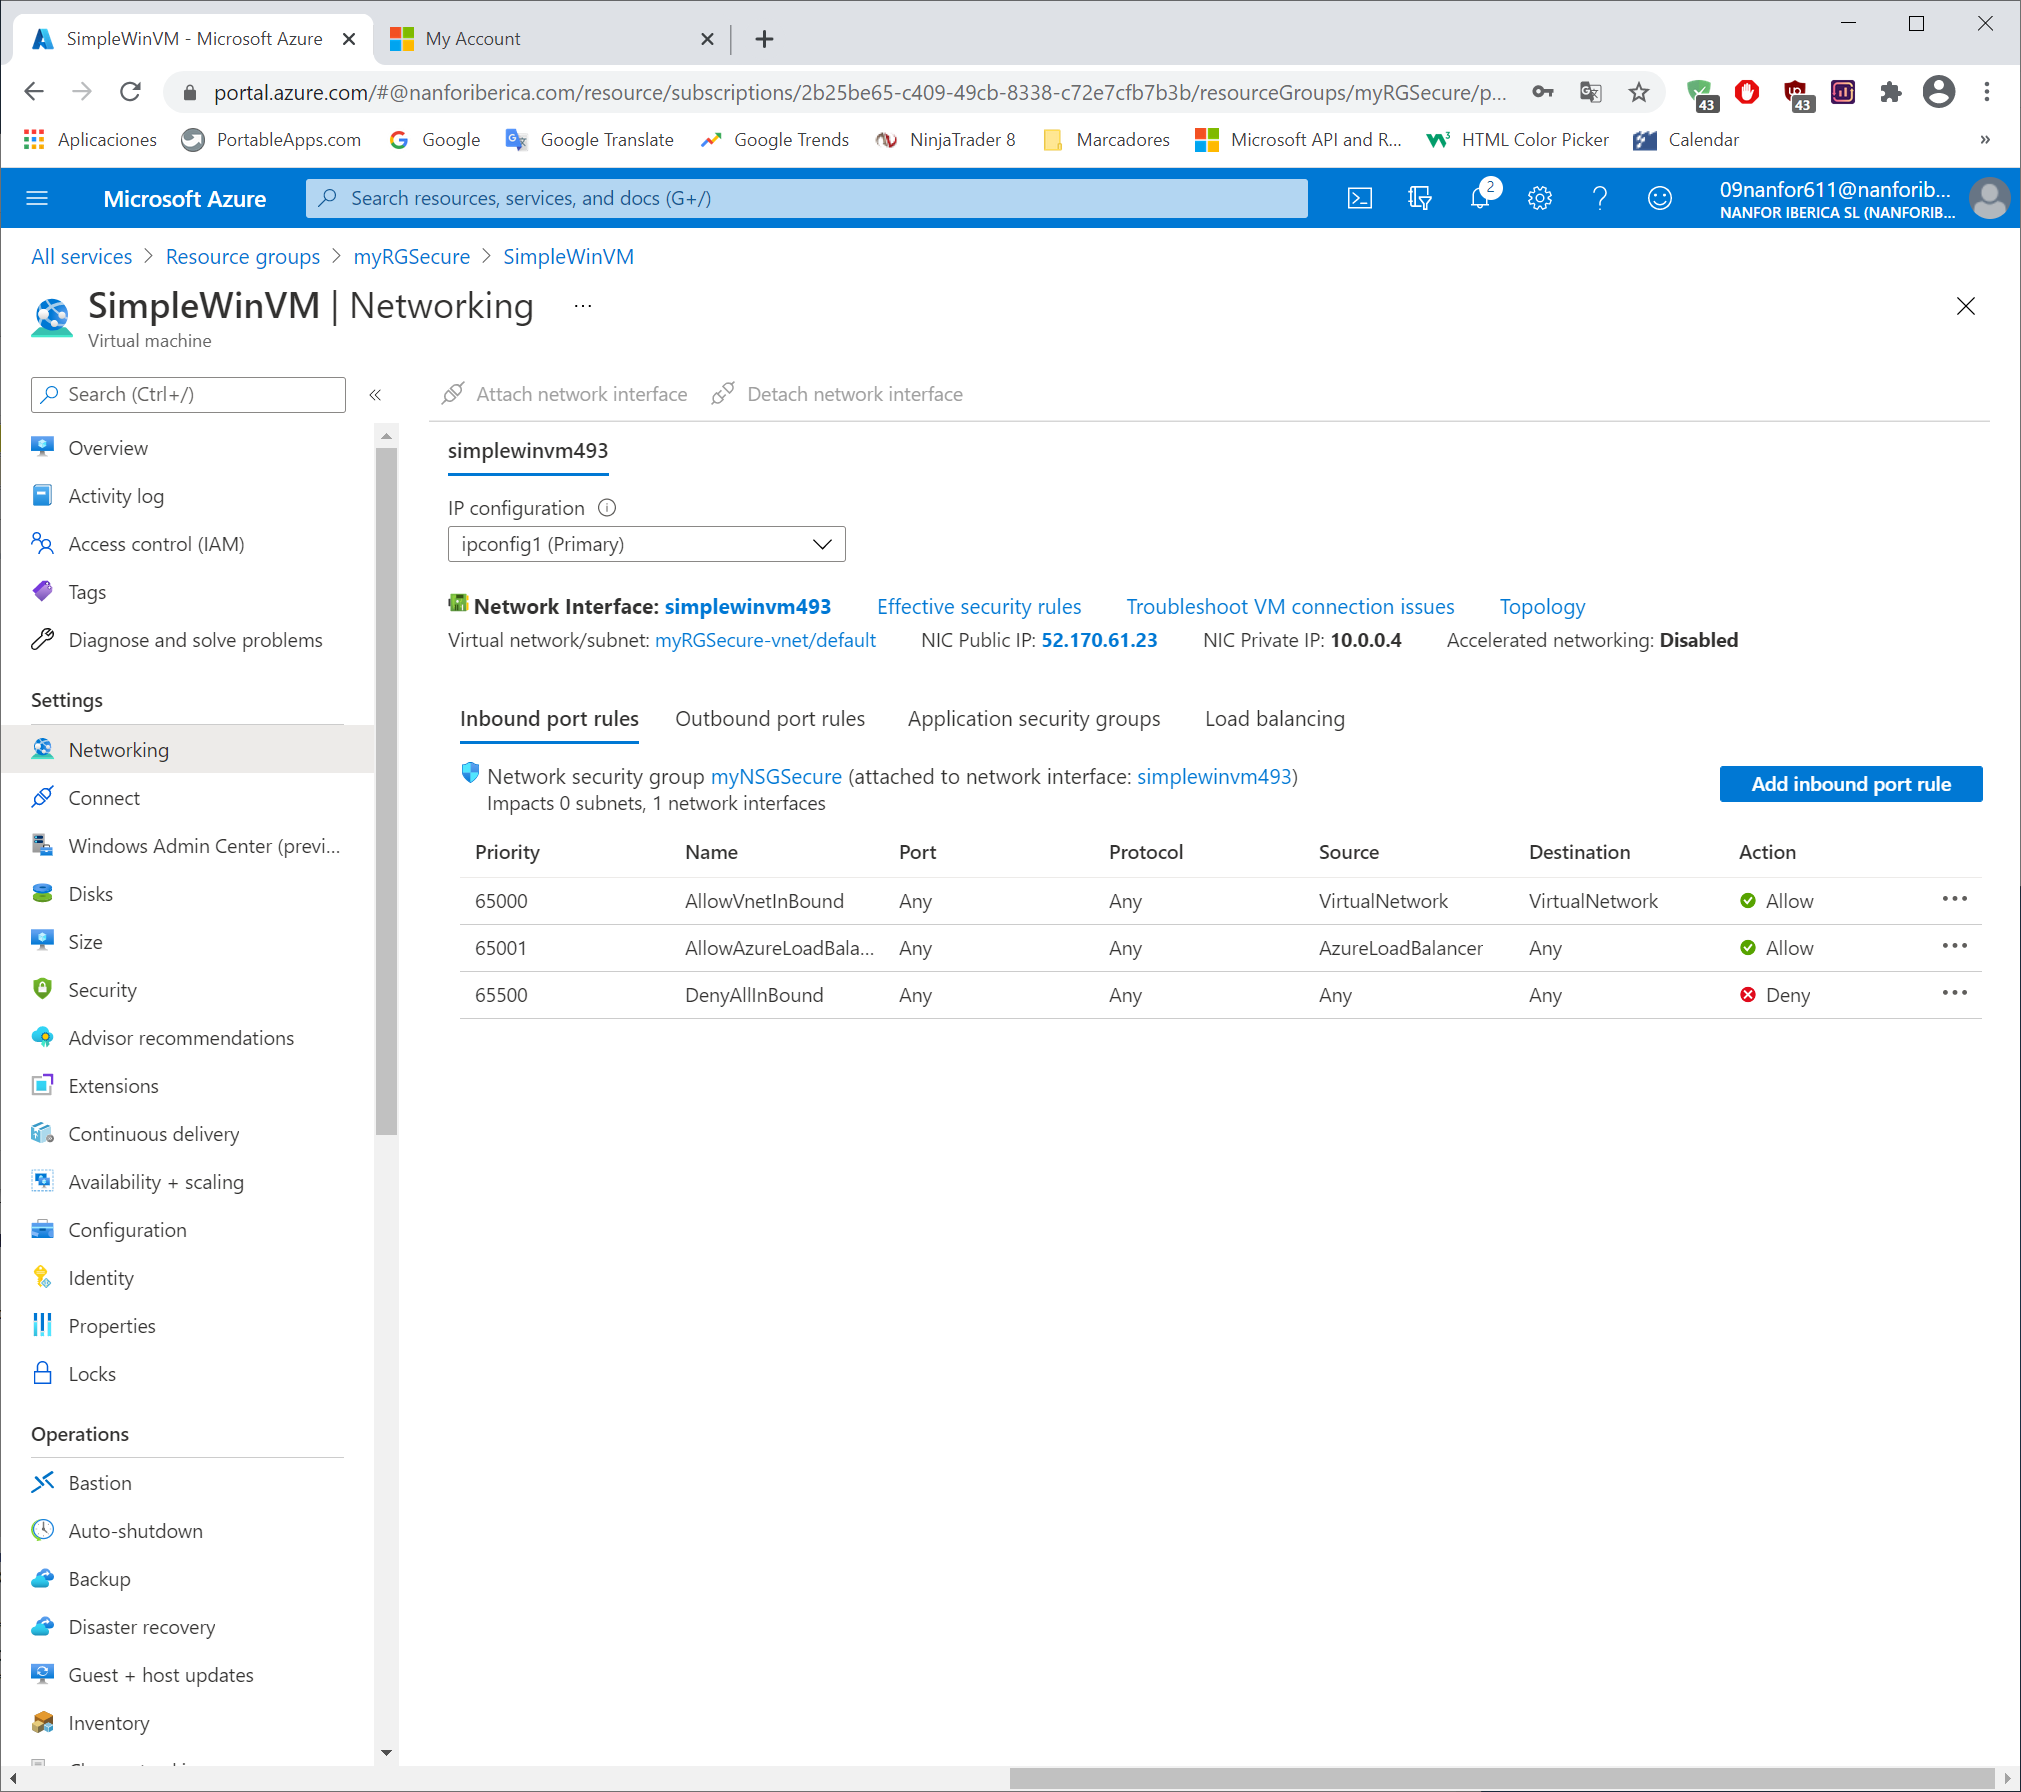 SimpleWinVM - Microsoft Azure
My Account
portal.azure.com/#@nanforiberica.com/resource/subscriptions/2b25be65-c409-49cb-8338-c72e7cfb7b3b/resourceGroups/myRGSecure/p...
43
43
Aplicaciones PortableApps.com Google Google Translate Google Trends NinjaTrader 8 Marcadores Microsoft API and R... HTML Color Picker Calendar »
Microsoft Azure
Search resources, services, and docs (G+/)
2
09nanfor611@nanforib...
NANFOR IBERICA SL (NANFORIB...
All services > Resource groups > myRGSecure > SimpleWinVM
SimpleWinVM | Networking ...
Virtual machine
Search (Ctrl+/)
«
Overview
Activity log
Access control (IAM)
Tags
Diagnose and solve problems
Settings
Networking
Connect
Windows Admin Center (previ...
Disks
Size
Security
Advisor recommendations
Extensions
Continuous delivery
Availability + scaling
Configuration
Identity
Properties
Locks
Operations
Bastion
Auto-shutdown
Backup
Disaster recovery
Guest + host updates
Inventory
Attach network interface Detach network interface
simplewinvm493
IP configuration
ipconfig1 (Primary)
Network Interface: simplewinvm493 Effective security rules Troubleshoot VM connection issues Topology
Virtual network/subnet: myRGSecure-vnet/default NIC Public IP: 52.170.61.23 NIC Private IP: 10.0.0.4 Accelerated networking: Disabled
Inbound port rules Outbound port rules Application security groups Load balancing
Network security group myNSGSecure (attached to network interface: simplewinvm493)
Impacts 0 subnets, 1 network interfaces
Add inbound port rule
Priority Name Port Protocol Source Destination Action
65000 AllowVnetInBound Any Any VirtualNetwork VirtualNetwork Allow ...
65001 AllowAzureLoadBala... Any Any AzureLoadBalancer Any Allow ...
65500 DenyAllInBound Any Any Any Any Deny ...